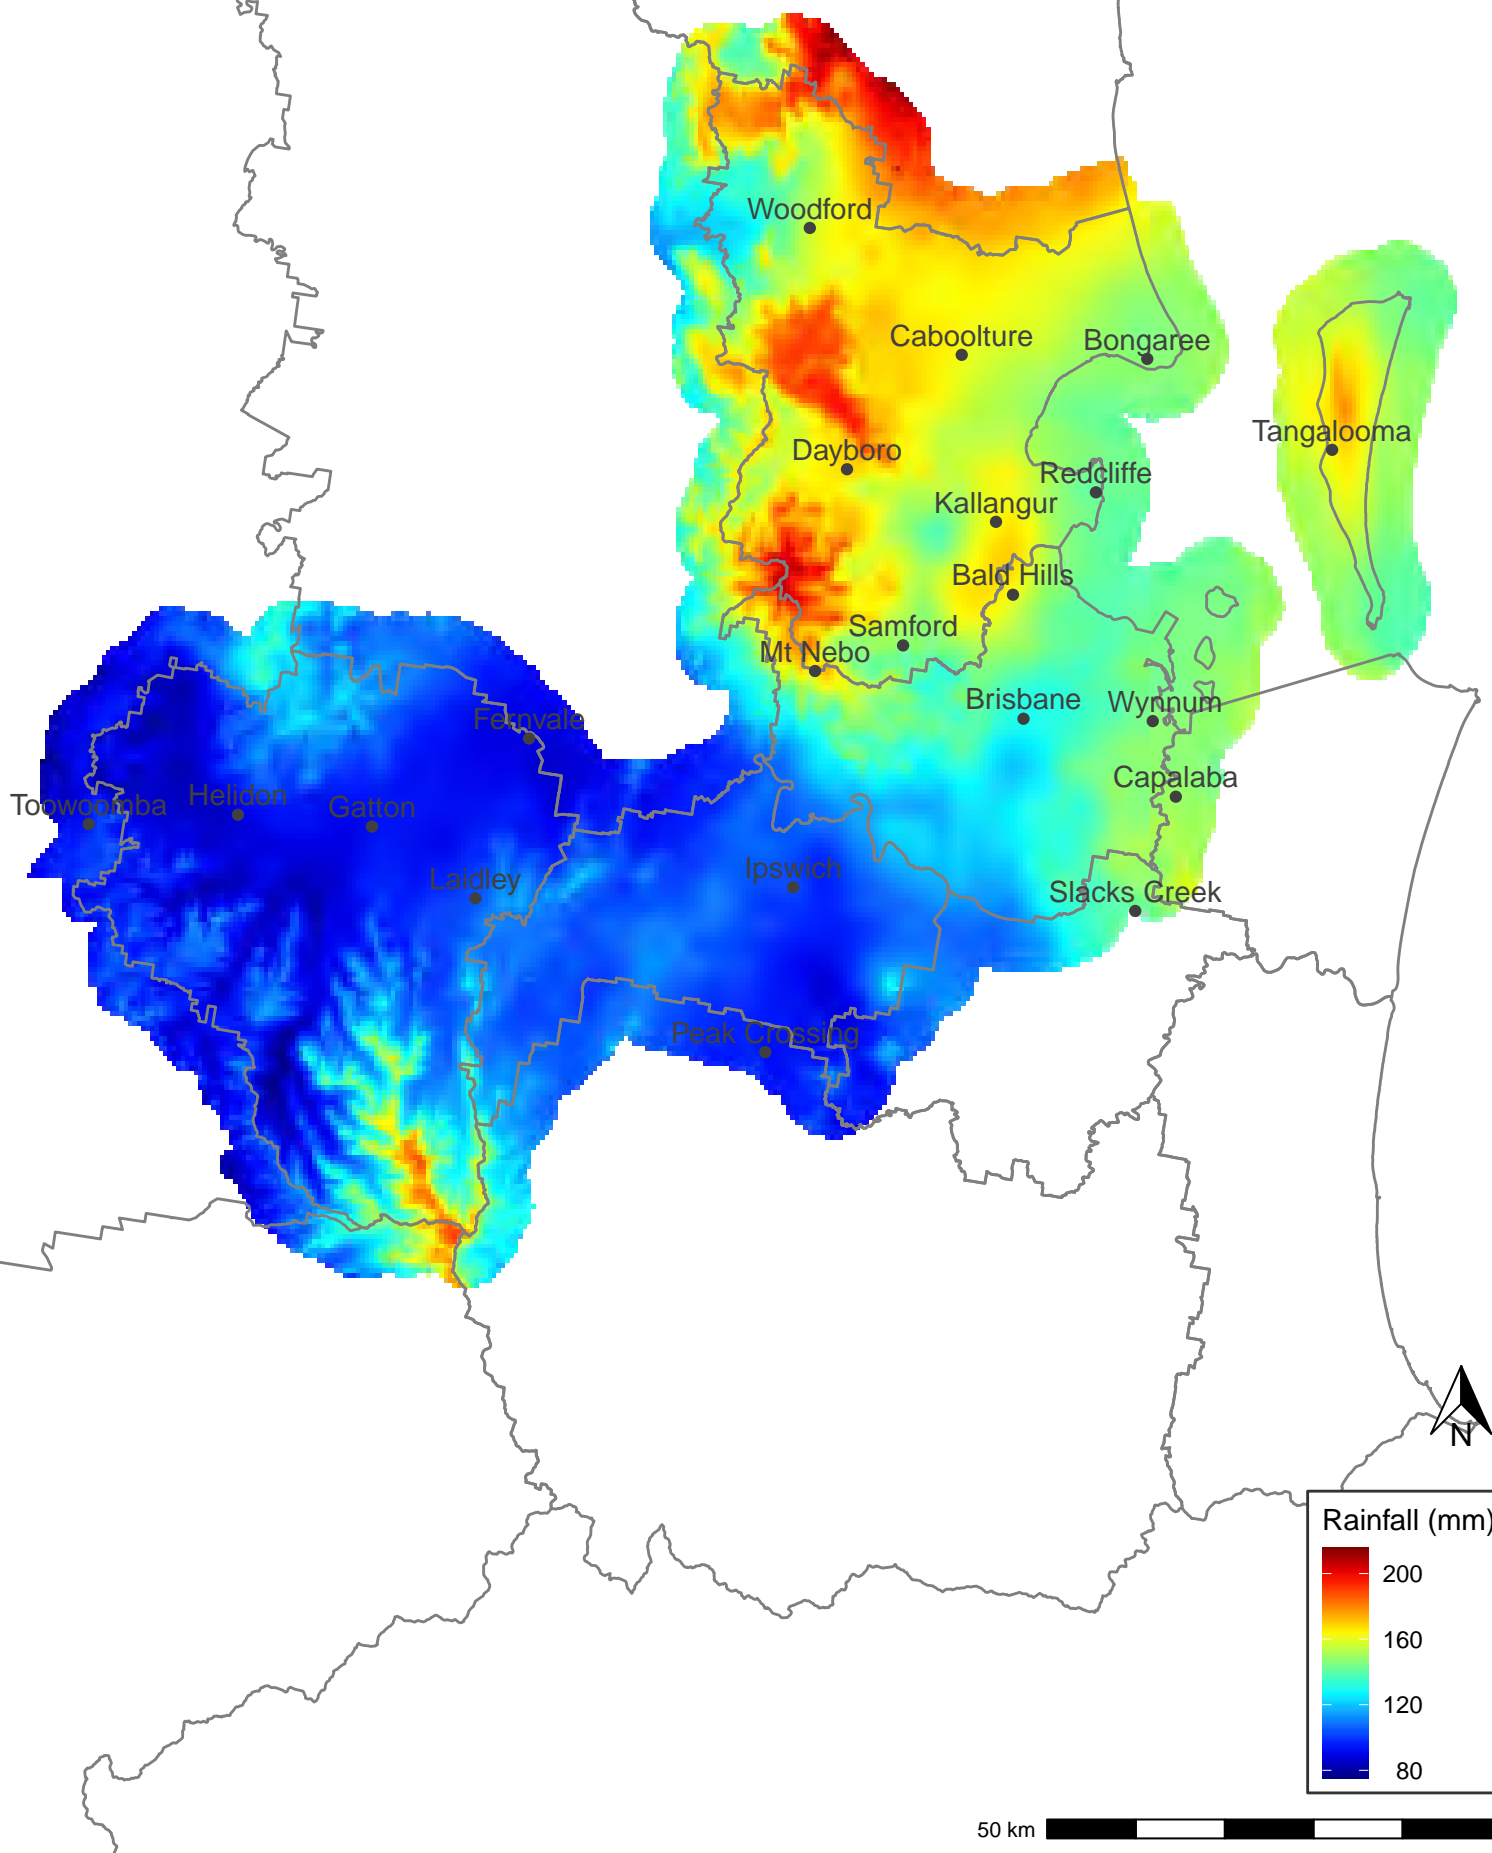 Woodford
Caboolture
Bongaree
Tangalooma
Dayboro
Redcliffe
Kallangur
Bald Hills
Samford
Mt Nebo
Brisbane
Wynnum
Fernvale
Capalaba
Toowoomba
Helidon
Gatton
Ipswich
Laidley
Slacks Creek
Peak Crossing
N
Rainfall (mm)
200
160
120
80
50 km